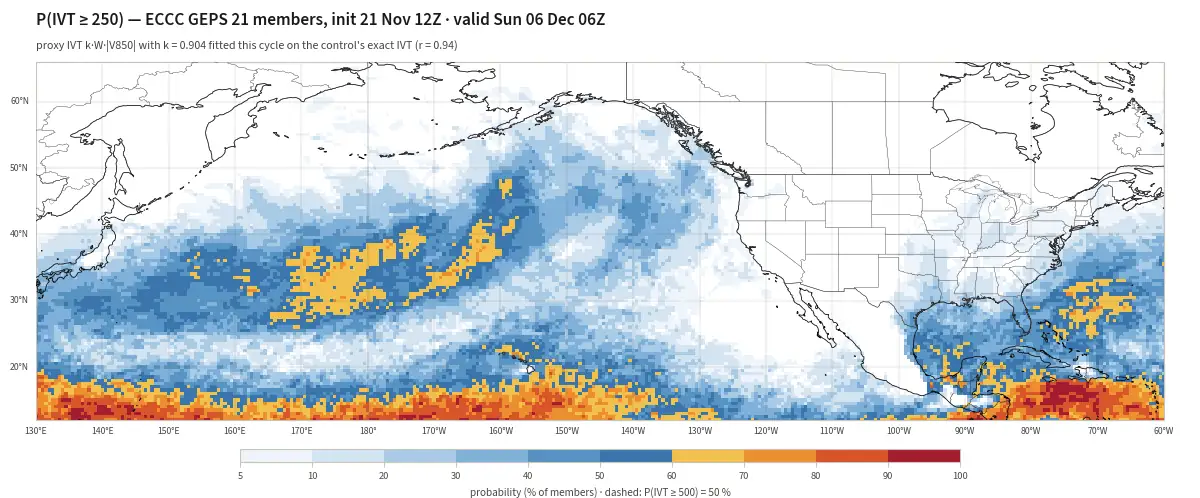 P(IVT ≥ 250) — ECCC GEPS 21 members, init 21 Nov 12Z · valid Sun 06 Dec 06Z
proxy IVT k·W·|V850| with k = 0.904 fitted this cycle on the control's exact IVT (r = 0.94)
60°N
50°N
40°N
30°N
20°N
130°E 140°E 150°E 160°E 170°E 180° 170°W 160°W 150°W 140°W 130°W 120°W 110°W 100°W 90°W 80°W 70°W 60°W
5 10 20 30 40 50 60 70 80 90 100
probability (% of members) · dashed: P(IVT ≥ 500) = 50 %